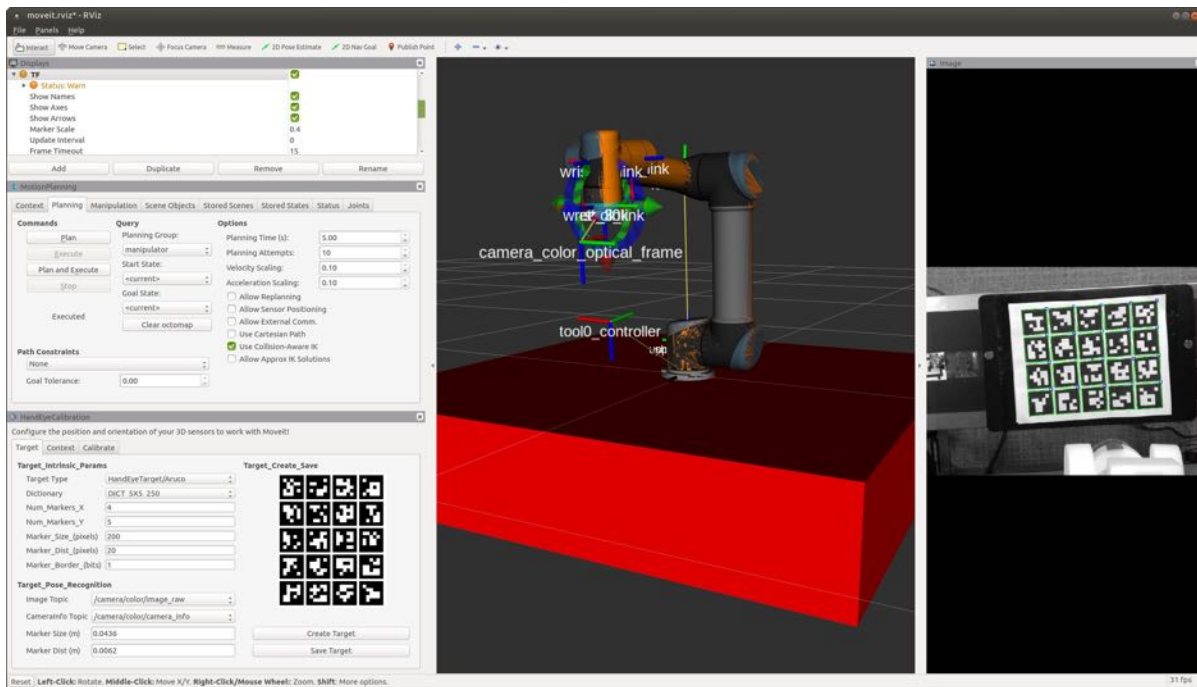 moveit.rviz* - RViz
File Panels Help
Interact Move Camera Select Focus Camera Measure 2D Pose Estimate 2D Nav Goal Publish Point
Displays
TF
Status: Warn
Show Names
Show Axes
Show Arrows
Marker Scale 0.4
Update Interval 0
Frame Timeout 15
Add Duplicate Remove Rename
MotionPlanning
Context Planning Manipulation Scene Objects Stored Scenes Stored States Status Joints
Commands Query Options
Plan Planning Group: Planning Time (s): 5.00
Execute manipulator Planning Attempts: 10
Plan and Execute Start State: Velocity Scaling: 0.10
Stop <current> Acceleration Scaling: 0.10
Goal State: Allow Replanning
<current> Allow Sensor Positioning
Executed Clear octomap Allow External Comm.
Use Cartesian Path
Use Collision-Aware IK
Allow Approx IK Solutions
Path Constraints
None
Goal Tolerance: 0.00
HandEyeCalibration
Configure the position and orientation of your 3D sensors to work with MoveIt!
Target Context Calibrate
Target_Intrinsic_Params Target_Create_Save
Target Type HandEyeTarget/Aruco
Dictionary DICT_5X5_250
Num_Markers_X 4
Num_Markers_Y 5
Marker_Size_(pixels) 200
Marker_Dist_(pixels) 20
Marker_Border_(bits) 1
Target_Pose_Recognition
Image Topic /camera/color/image_raw
CameraInfo Topic /camera/color/camera_info
Marker Size (m) 0.0436 Create Target
Marker Dist (m) 0.0062 Save Target
camera_color_optical_frame
tool0_controller
Image
Reset Left-Click: Rotate. Middle-Click: Move X/Y. Right-Click/Mouse Wheel: Zoom. Shift: More options. 31 fps